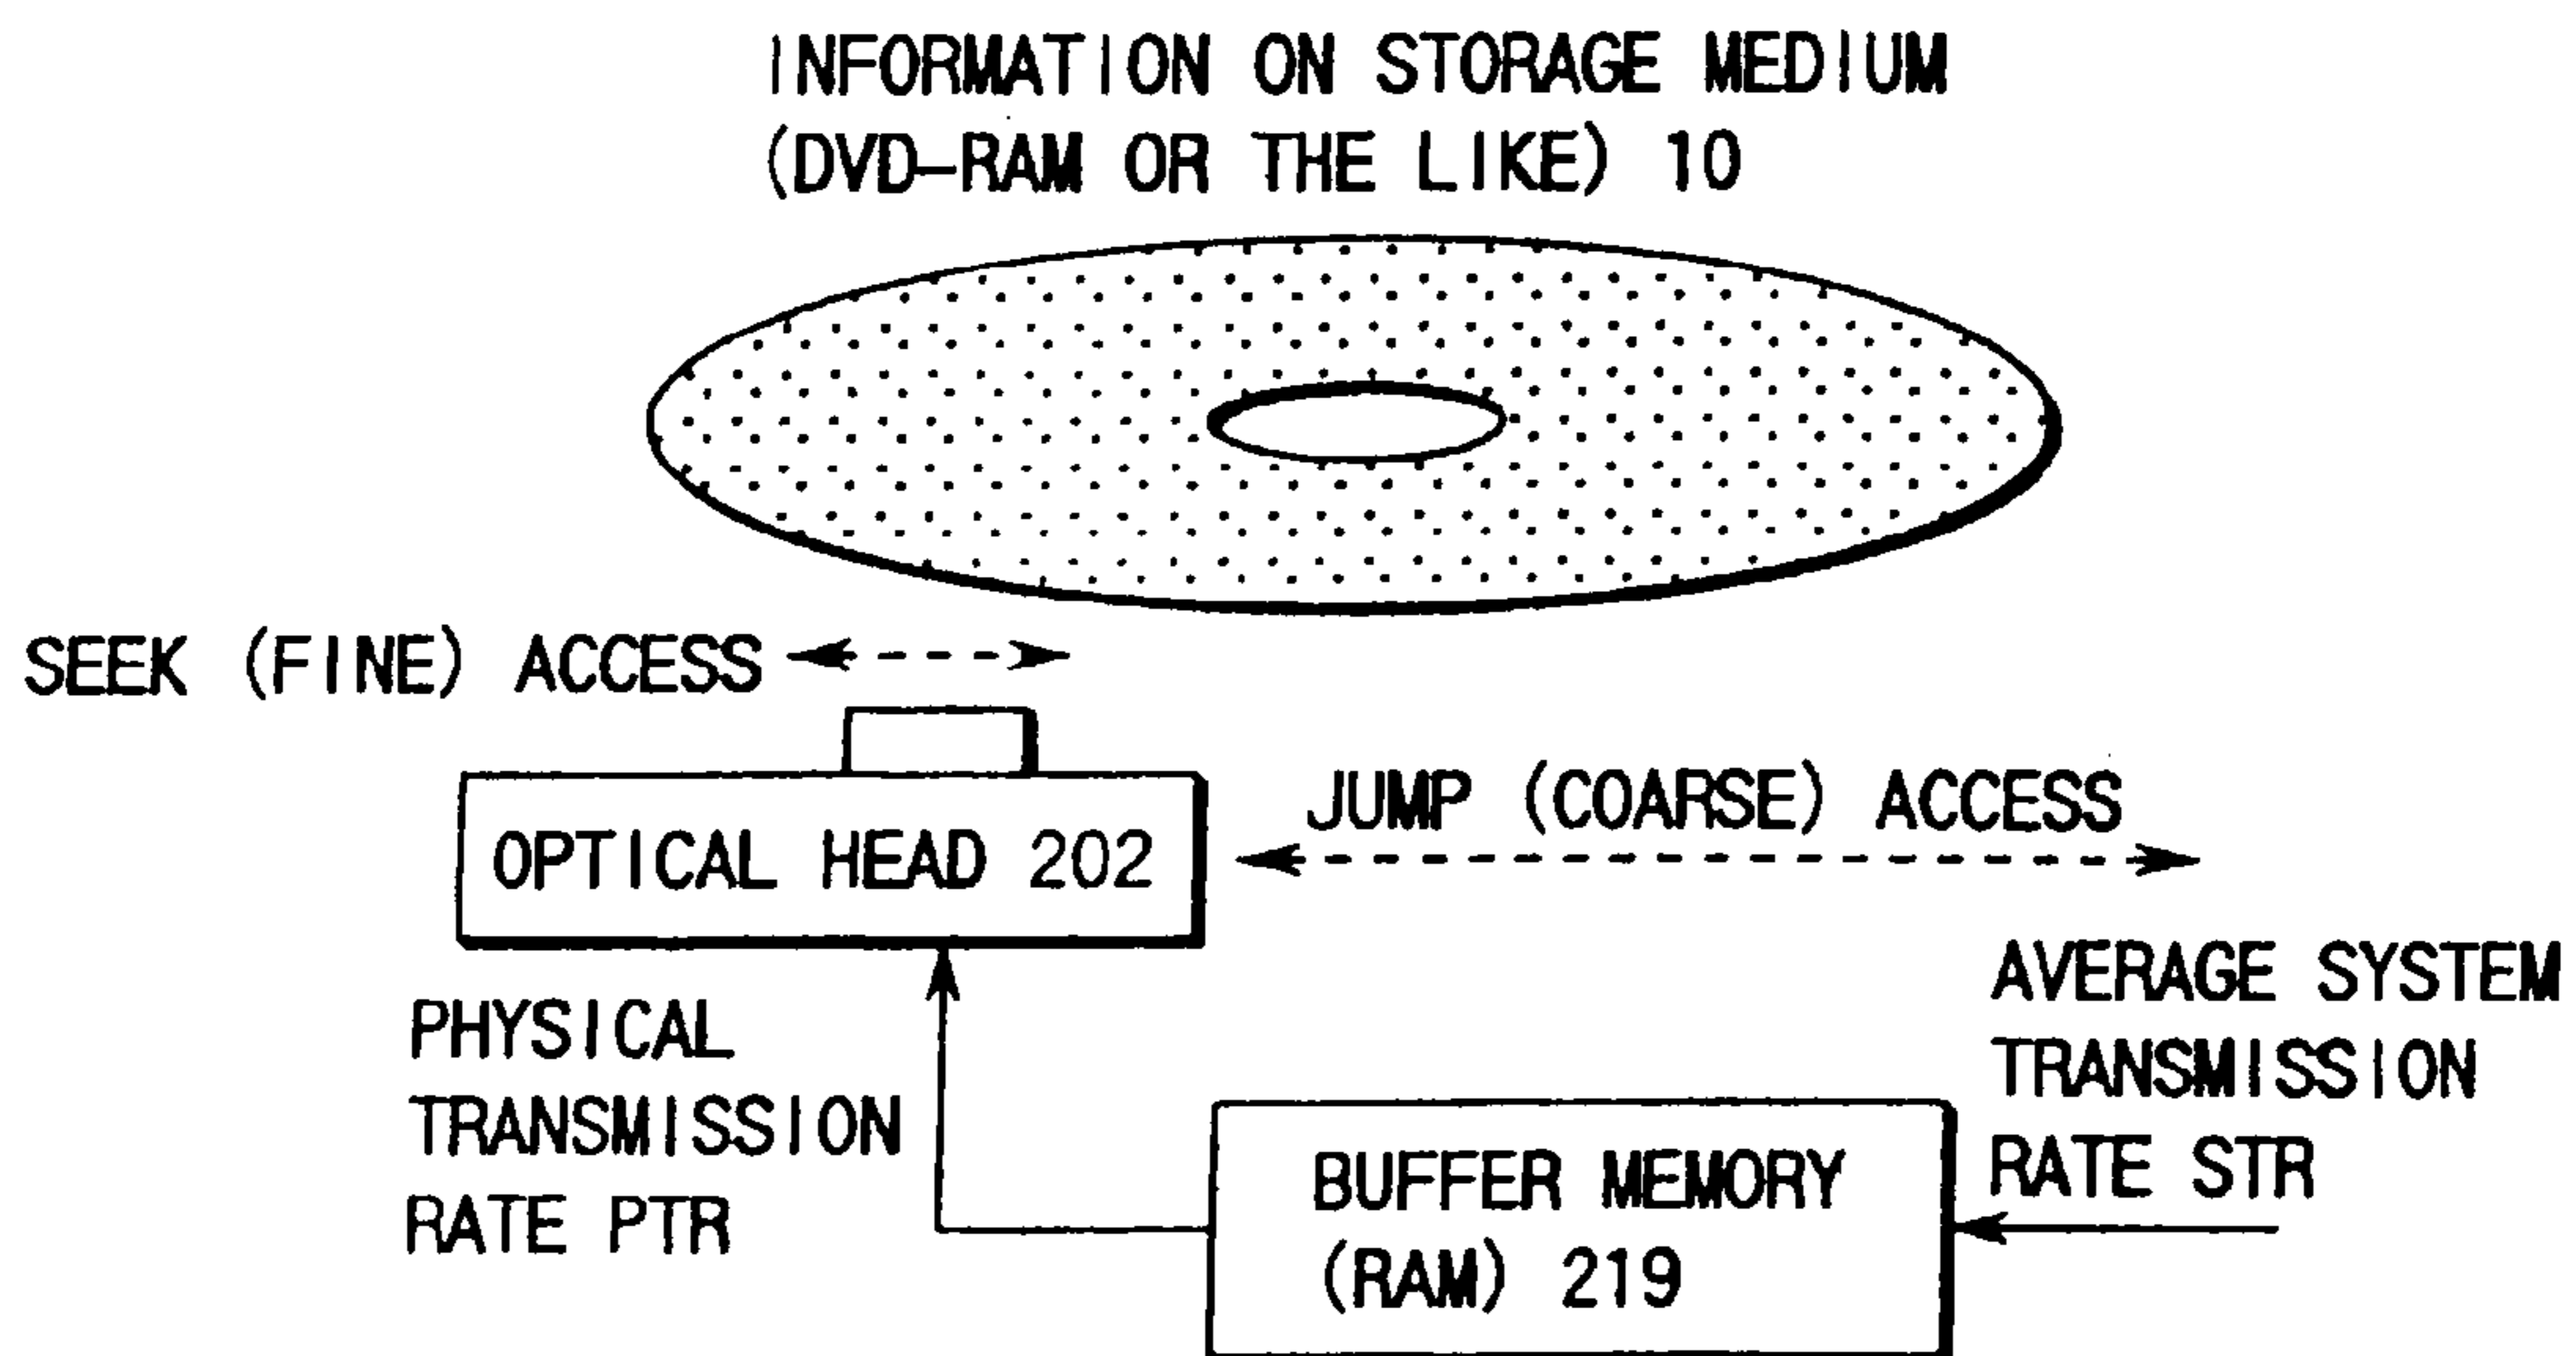 INFORMATION ON STORAGE MEDIUM
(DVD-RAM OR THE LIKE) 10
SEEK (FINE) ACCESS
OPTICAL HEAD 202
JUMP (COARSE) ACCESS
PHYSICAL
TRANSMISSION
RATE PTR
AVERAGE SYSTEM
TRANSMISSION
RATE STR
BUFFER MEMORY
(RAM) 219